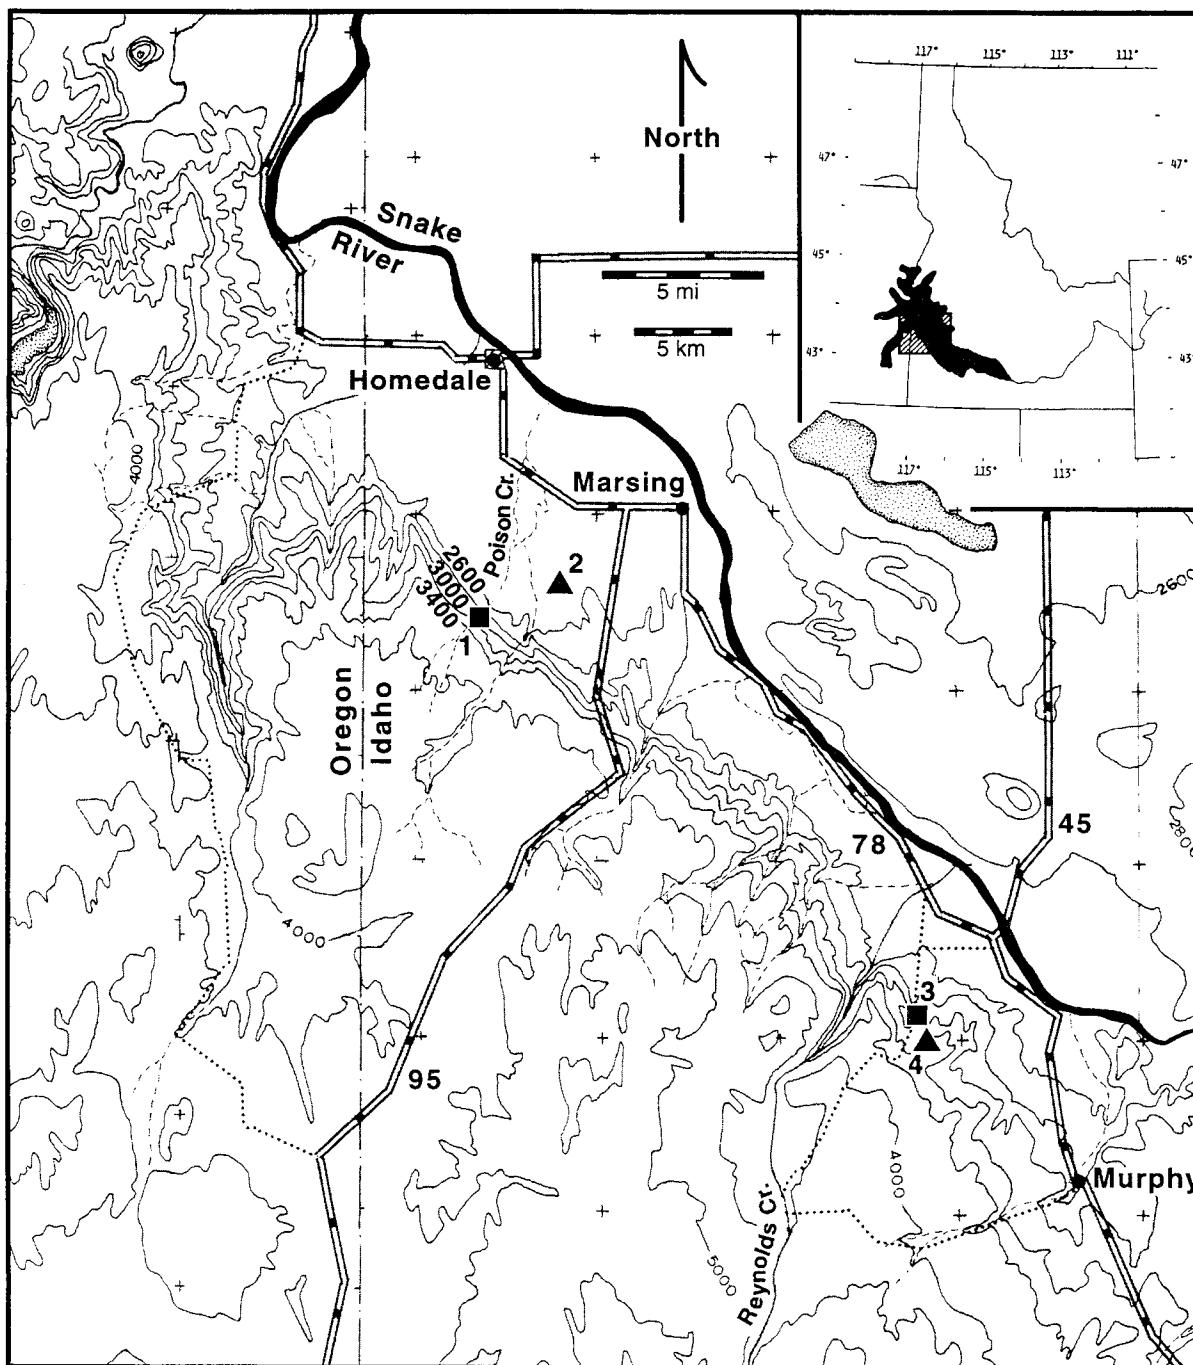 117° 115° 113° 111°
North
47° 47°
Snake
River
45° 45°
5 mi
5 km
43° 43°
Homedale
4000
117° 115° 113°
Marsing
Poison Cr.
2600
3000
3400
2
1
2600
Oregon
Idaho
45
78
2800
4000
3
4
95
4000
Murphy
Reynolds Cr.
5000